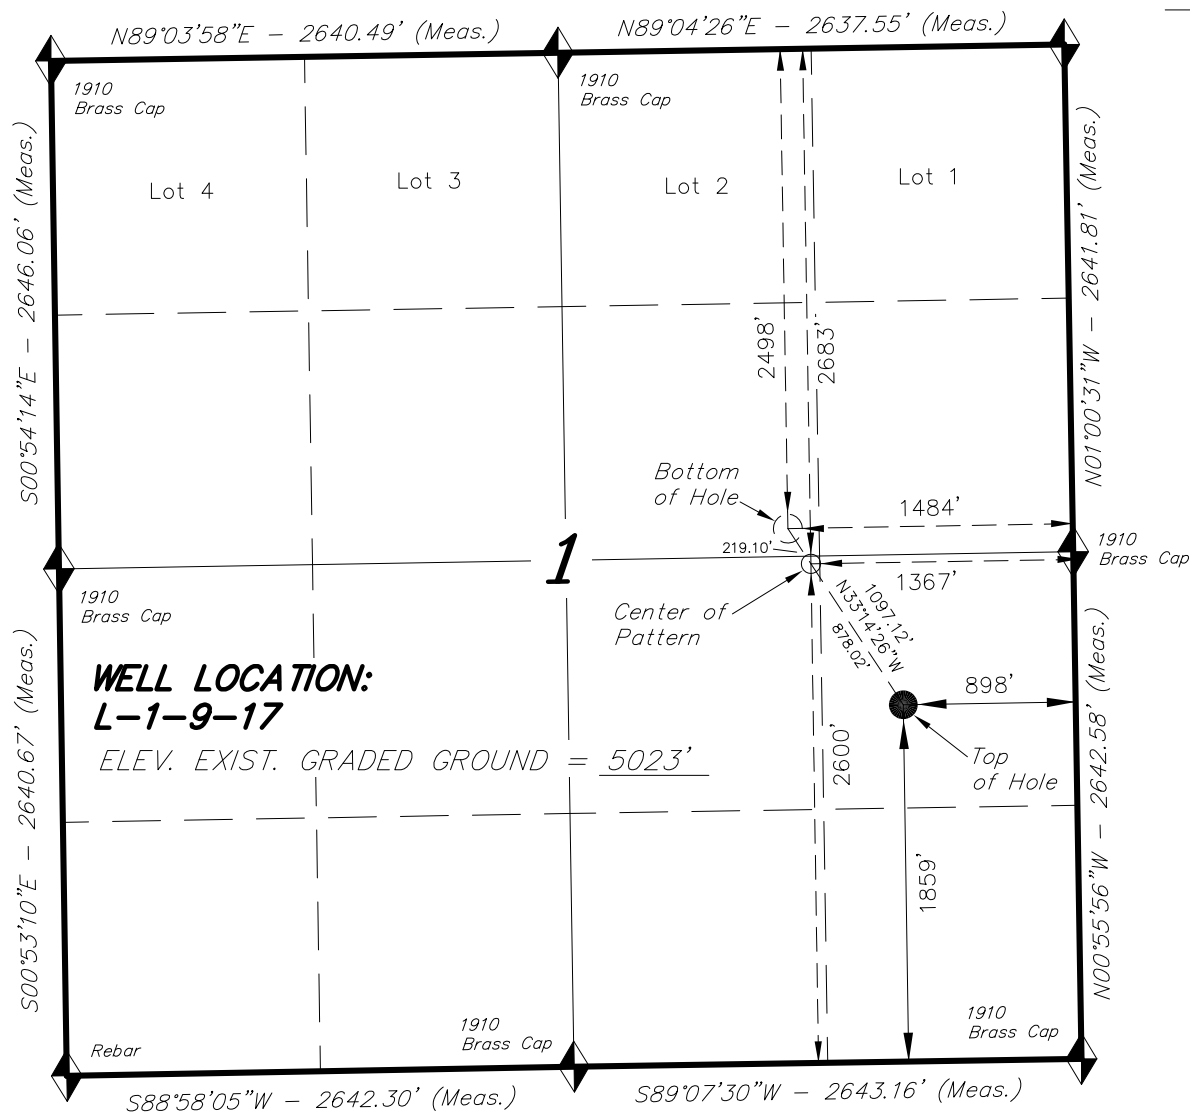 N89°03'58"E - 2640.49' (Meas.)
N89°04'26"E - 2637.55' (Meas.)
1910
Brass Cap
1910
Brass Cap
S00°54'14"E - 2646.06' (Meas.)
Lot 4
Lot 3
Lot 2
Lot 1
N01°00'31"W - 2641.81' (Meas.)
2498'
2683'
Bottom
of Hole
1484'
219.10'
1
1910
Brass Cap
1367'
1910
Brass Cap
Center of
Pattern
1097.12'
N33°14'26"W
878.02'
WELL LOCATION:
L-1-9-17
ELEV. EXIST. GRADED GROUND = 5023'
898'
Top
of Hole
2600'
1859'
S00°53'10"E - 2640.67' (Meas.)
N00°55'56"W - 2642.58' (Meas.)
Rebar
1910
Brass Cap
1910
Brass Cap
S88°58'05"W - 2642.30' (Meas.)
S89°07'30"W - 2643.16' (Meas.)